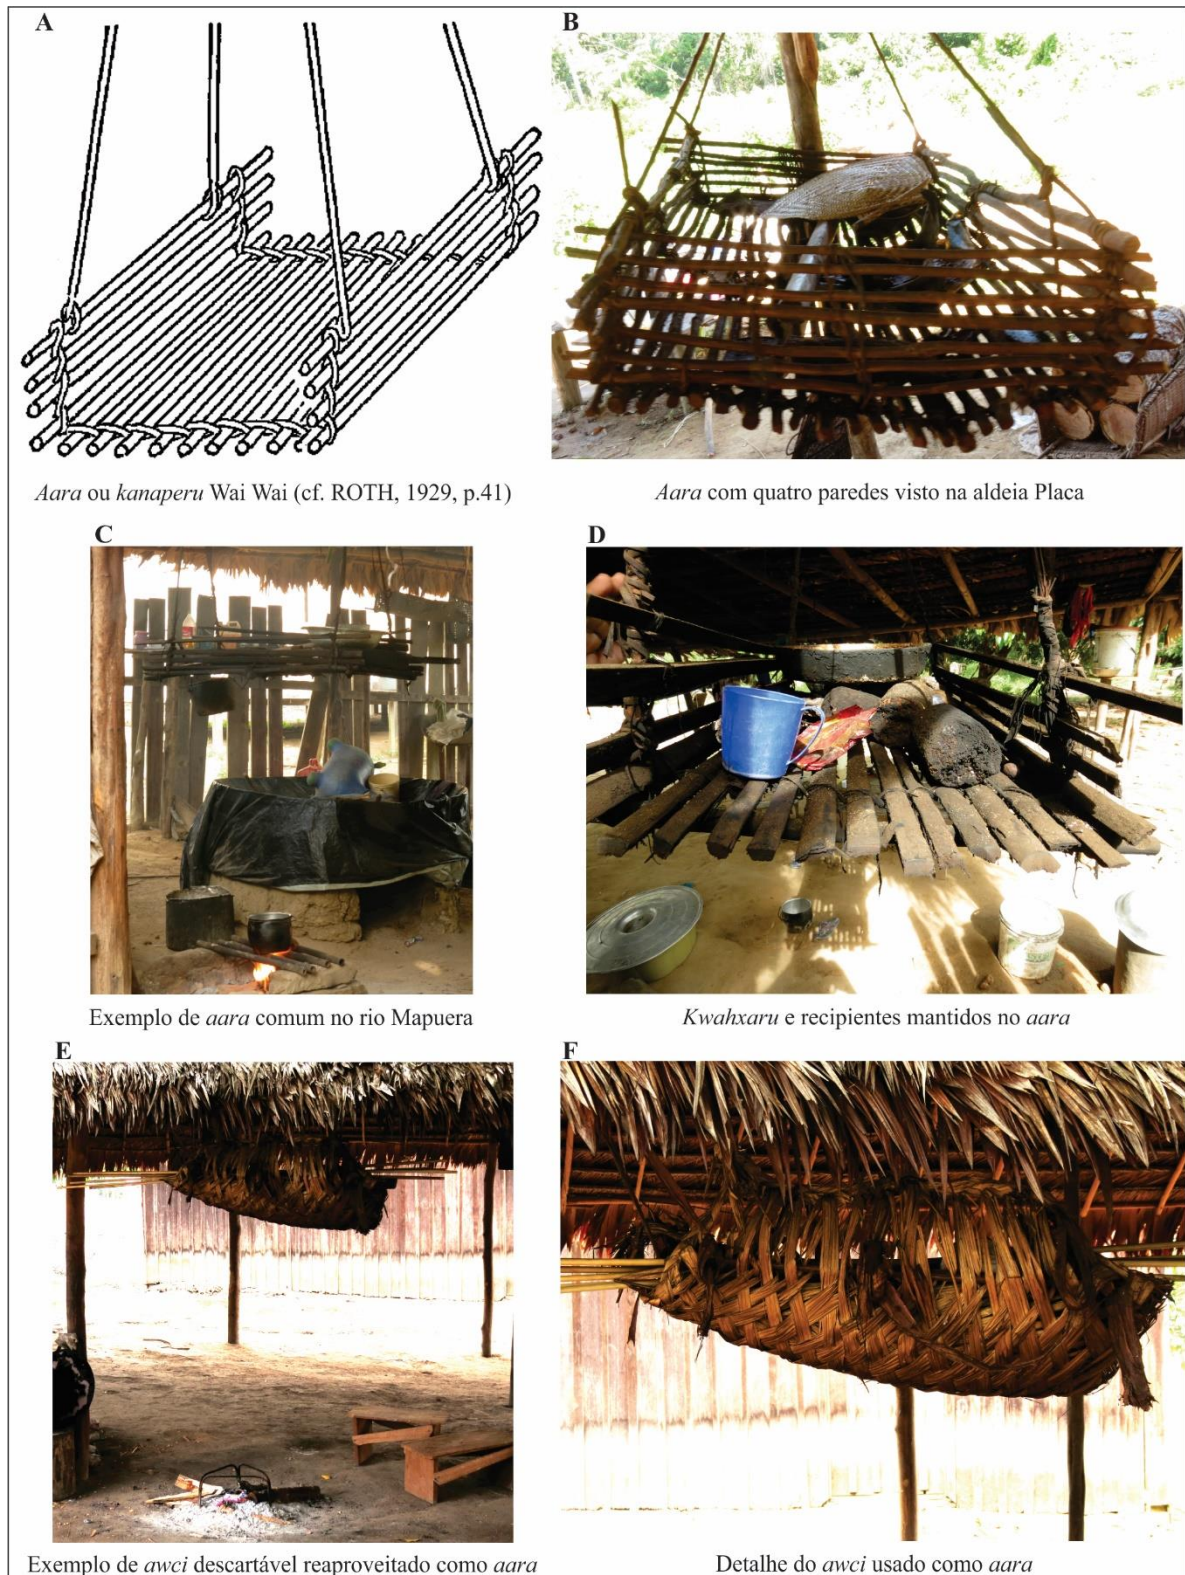 A
B
Aara ou kanaperu Wai Wai (cf. ROTH, 1929, p.41)
Aara com quatro paredes visto na aldeia Placa
C
D
Exemplo de aara comum no rio Mapuera
Kwahxaru e recipientes mantidos no aara
E
F
Exemplo de awci descartável reaproveitado como aara
Detalhe do awci usado como aara